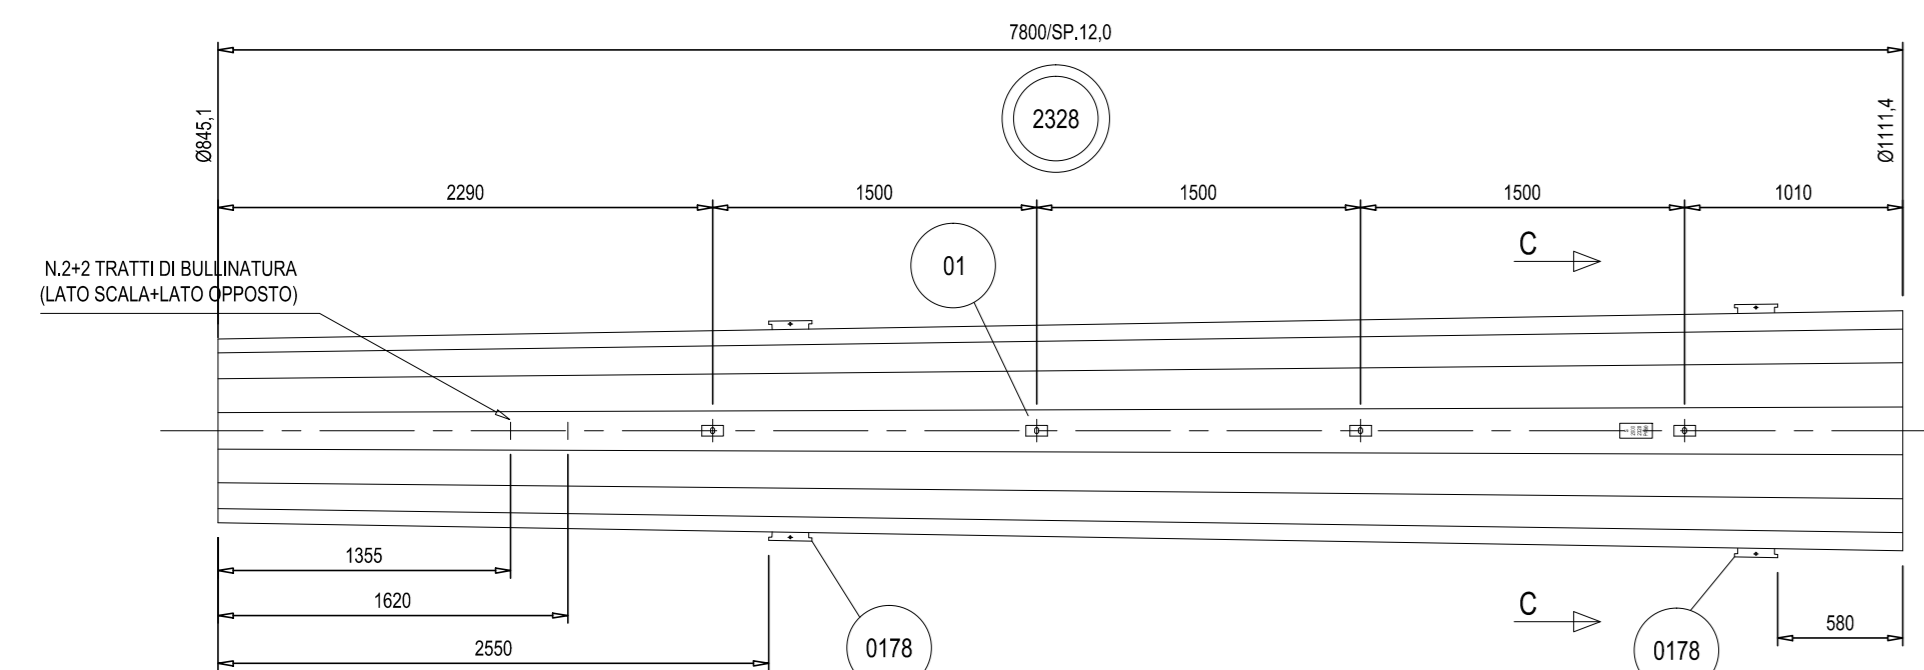 7800/SP.12,0
Ø845,1
2328
Ø1111,4
2290
1500
1500
1500
1010
C
N.2+2 TRATTI DI BULLINATURA
(LATO SCALA+LATO OPPOSTO)
01
1355
1620
2550
0178
C
0178
580